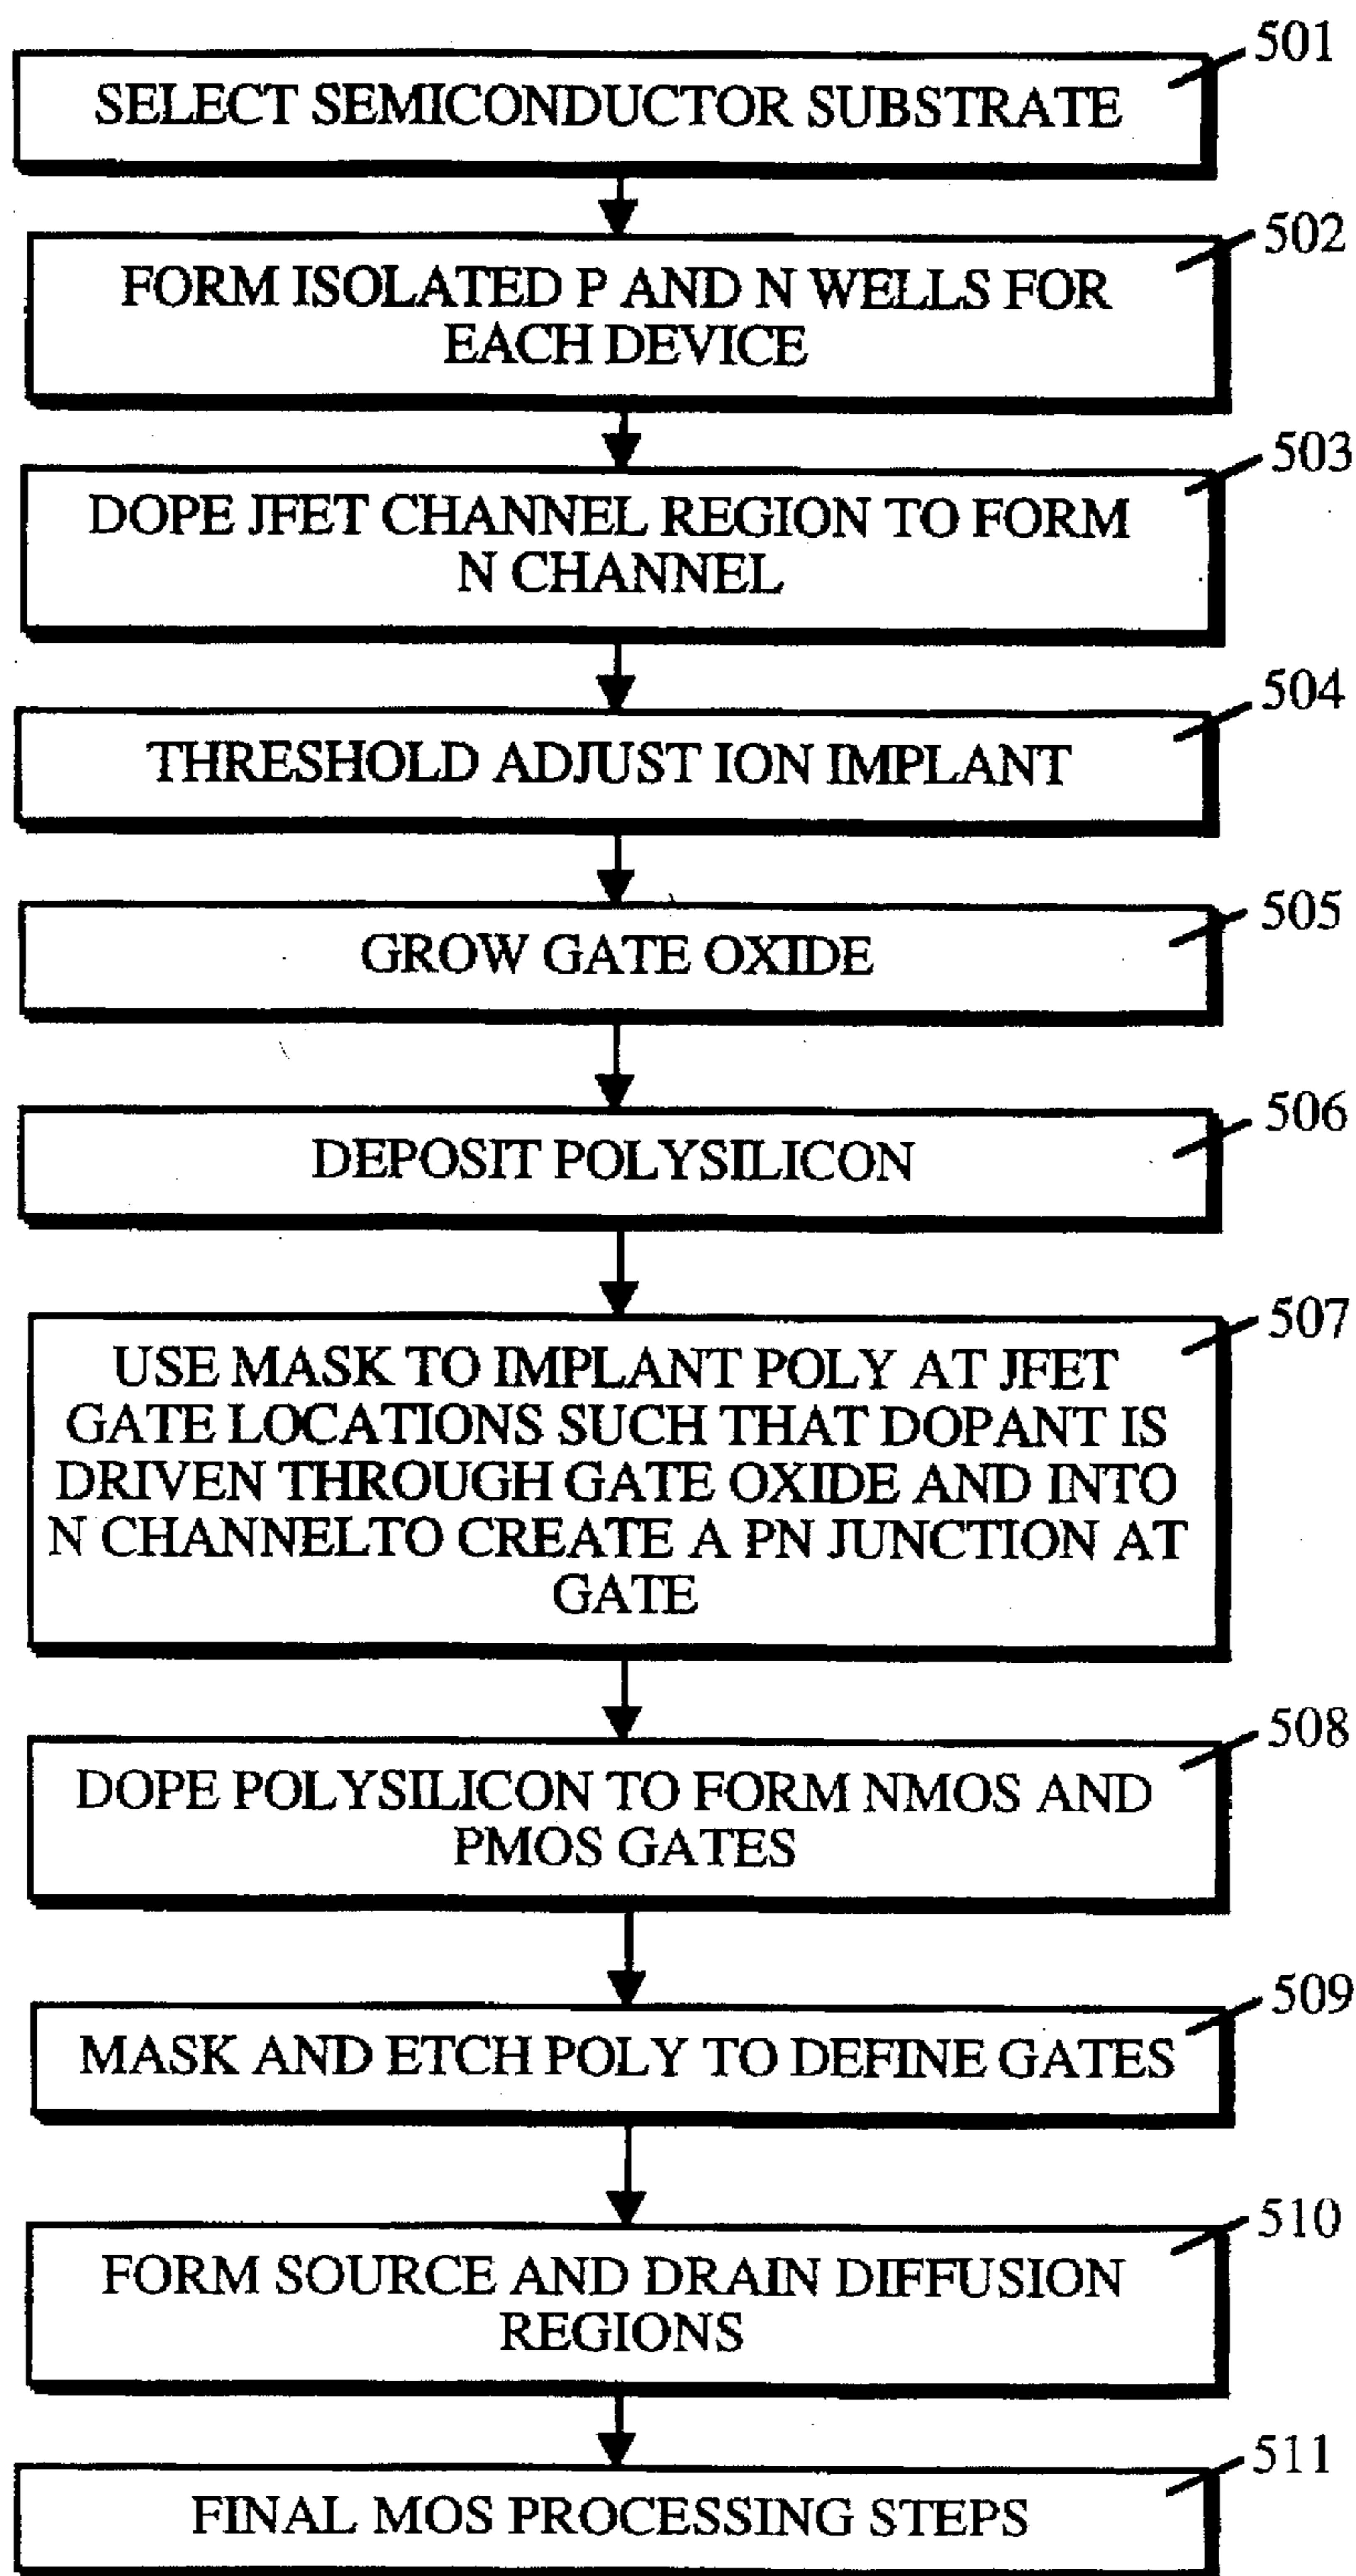 501
SELECT SEMICONDUCTOR SUBSTRATE
502
FORM ISOLATED P AND N WELLS FOR
EACH DEVICE
503
DOPE JFET CHANNEL REGION TO FORM
N CHANNEL
504
THRESHOLD ADJUST ION IMPLANT
505
GROW GATE OXIDE
506
DEPOSIT POLYSILICON
507
USE MASK TO IMPLANT POLY AT JFET
GATE LOCATIONS SUCH THAT DOPANT IS
DRIVEN THROUGH GATE OXIDE AND INTO
N CHANNELTO CREATE A PN JUNCTION AT
GATE
508
DOPE POLYSILICON TO FORM NMOS AND
PMOS GATES
509
MASK AND ETCH POLY TO DEFINE GATES
510
FORM SOURCE AND DRAIN DIFFUSION
REGIONS
511
FINAL MOS PROCESSING STEPS